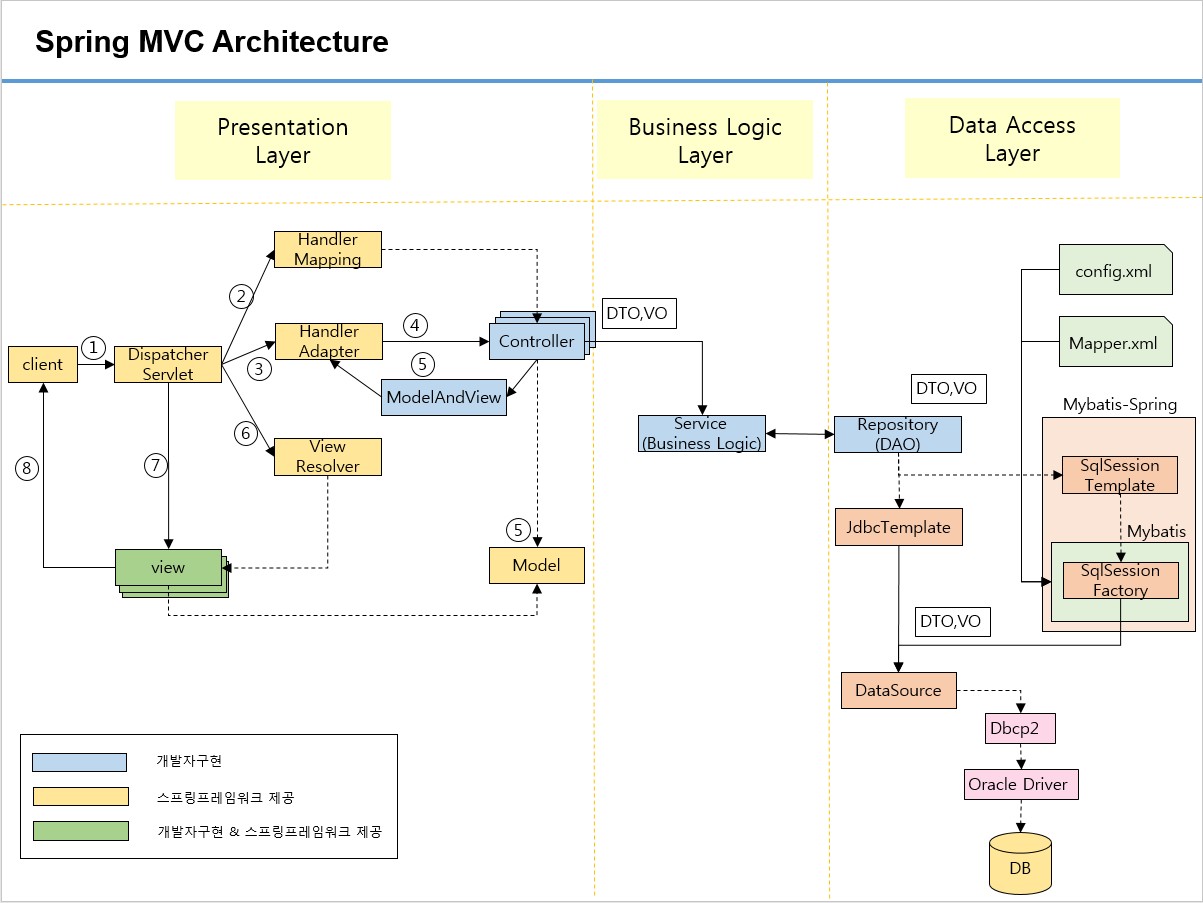 Spring MVC Architecture
Presentation
Layer
Business Logic
Layer
Data Access
Layer
Handler
Mapping
config.xml
②
DTO,VO
④
Handler
Adapter
Controller
Mapper.xml
①
client
Dispatcher
Servlet
③
⑤
ModelAndView
DTO,VO
Mybatis-Spring
⑥
Service
(Business Logic)
Repository
(DAO)
View
Resolver
⑧
⑦
SqlSession
Template
⑤
JdbcTemplate
Mybatis
view
Model
SqlSession
Factory
DTO,VO
DataSource
Dbcp2
Oracle Driver
DB
개발자구현
스프링프레임워크 제공
개발자구현 & 스프링프레임워크 제공